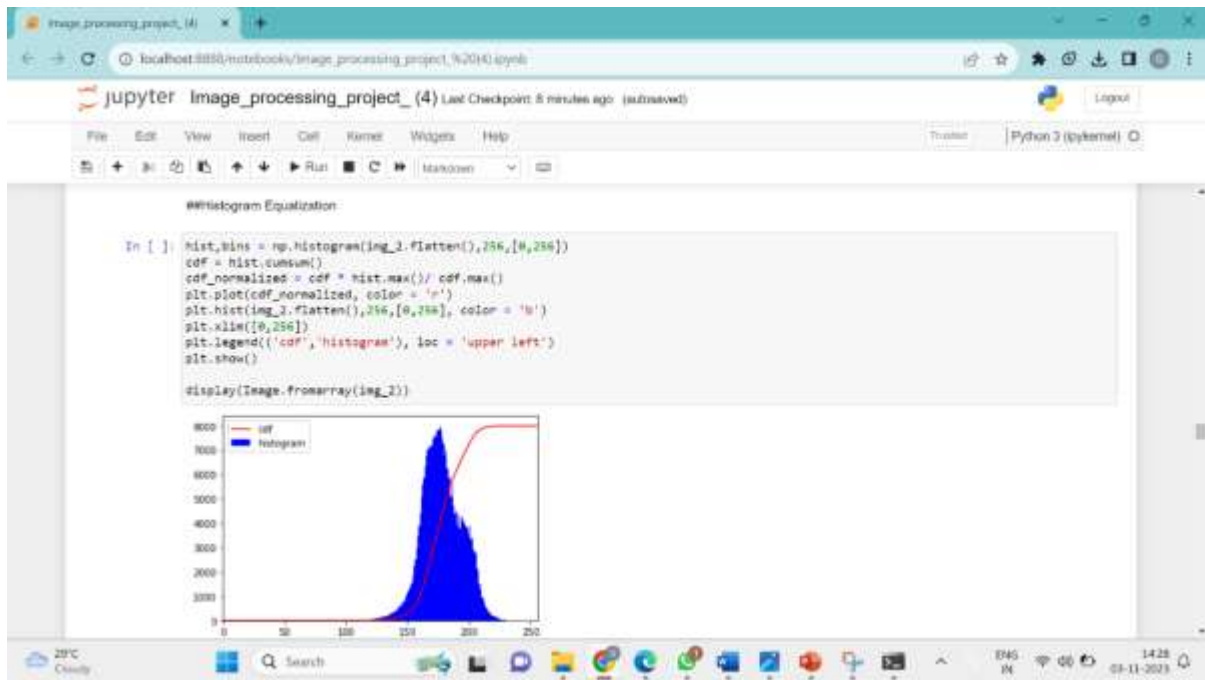 image_processing_project_ (4)
localhost:8888/notebooks/Image_processing_project_%20(4).ipynb
jupyter Image_processing_project_ (4) Last Checkpoint: 8 minutes ago (autosaved)
Logout
File Edit View Insert Cell Kernel Widgets Help
Trusted Python 3 (ipykernel)
Run Markdown
##Histogram Equalization
In [ ]: hist,bins = np.histogram(img_2.flatten(),256,[0,256])
cdf = hist.cumsum()
cdf_normalized = cdf * hist.max()/ cdf.max()
plt.plot(cdf_normalized, color = 'r')
plt.hist(img_2.flatten(),256,[0,256], color = 'b')
plt.xlim([0,256])
plt.legend(('cdf','histogram'), loc = 'upper left')
plt.show()
display(Image.fromarray(img_2))
cdf
histogram
8000
7000
6000
5000
4000
3000
2000
1000
0
0 50 100 150 200 250
29°C
Cloudy
Search
ENG
IN
14:28
03-11-2023